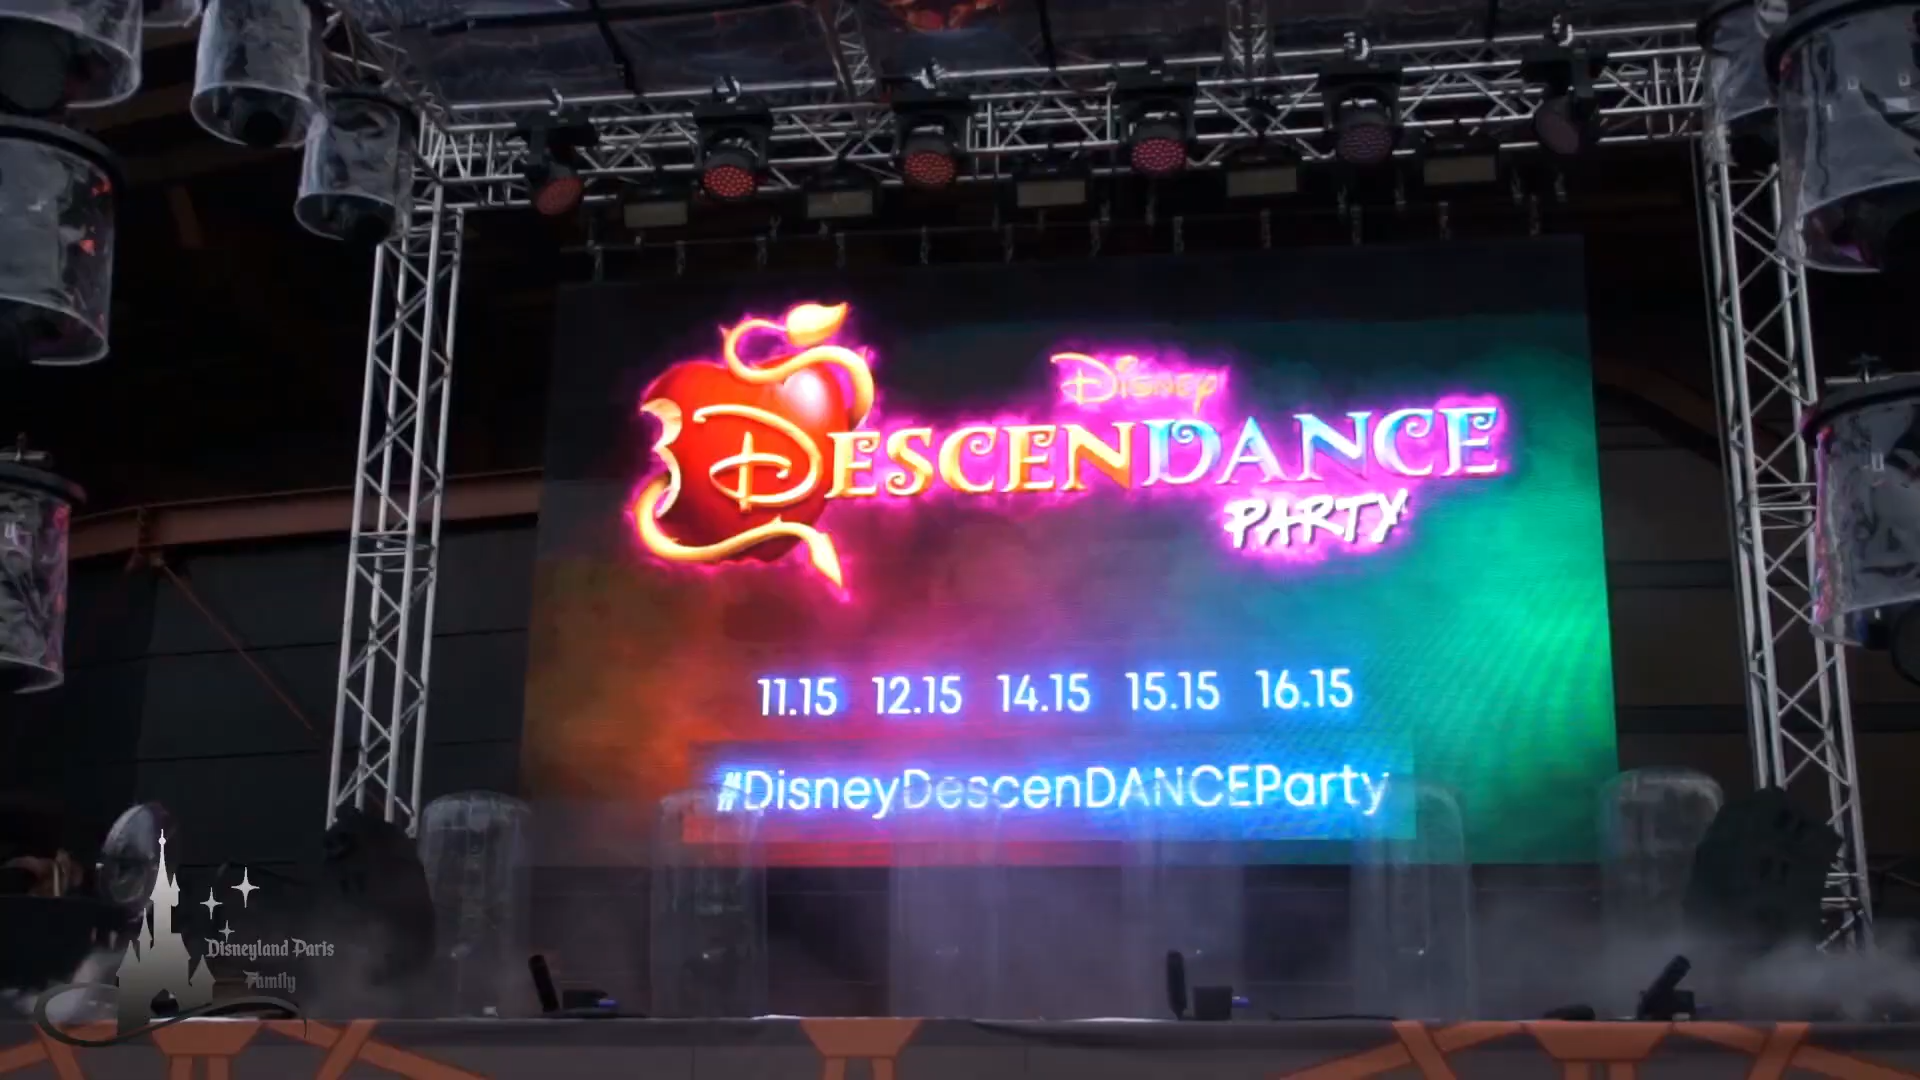 Disney
DESCENDANCE
PARTY
11.15 12.15 14.15 15.15 16.15
#DisneyDescenDANCEParty
Disneyland Paris
Family